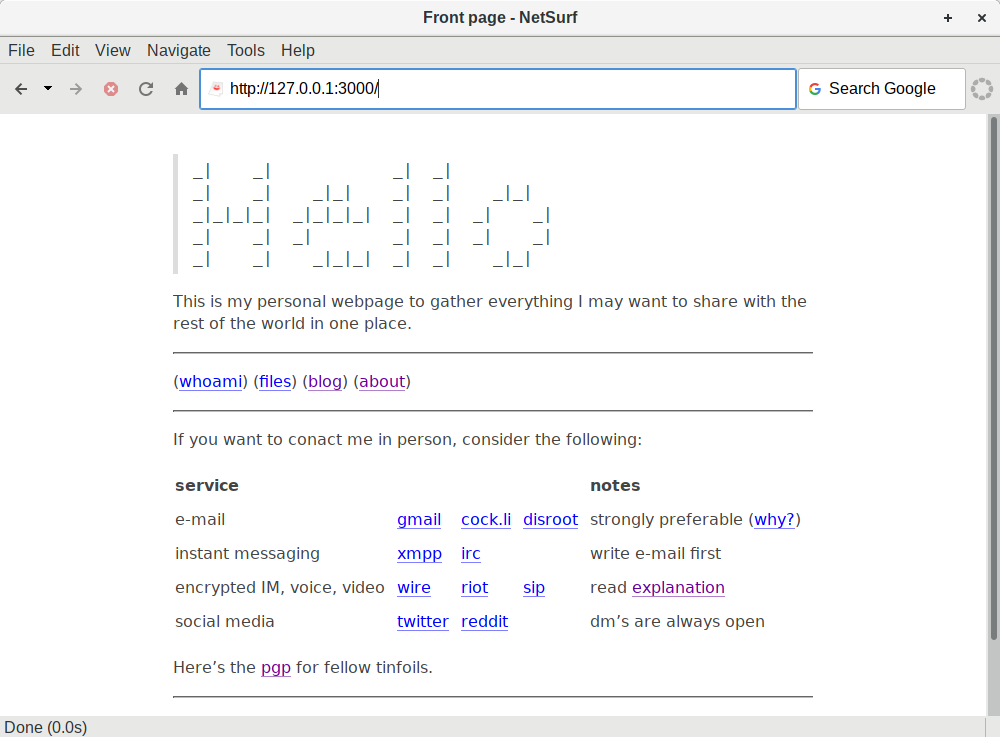 Front page - NetSurf
File Edit View Navigate Tools Help
http://127.0.0.1:3000/ Search Google
Hello
This is my personal webpage to gather everything I may want to share with the
rest of the world in one place.
(whoami) (files) (blog) (about)
If you want to conact me in person, consider the following:
service notes
e-mail gmail cock.li disroot strongly preferable (why?)
instant messaging xmpp irc write e-mail first
encrypted IM, voice, video wire riot sip read explanation
social media twitter reddit dm’s are always open
Here’s the pgp for fellow tinfoils.
Done (0.0s)